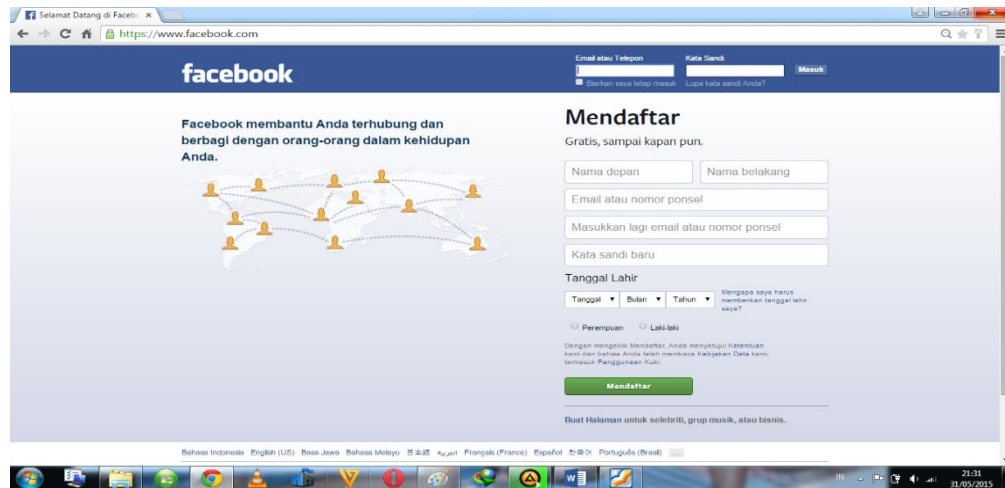 Selamat Datang di Facebo
https://www.facebook.com
facebook
Email atau Telepon
Kata Sandi
Masuk
Biarkan saya tetap masuk
Lupa kata sandi Anda?
Facebook membantu Anda terhubung dan
berbagi dengan orang-orang dalam kehidupan
Anda.
Mendaftar
Gratis, sampai kapan pun.
Nama depan
Nama belakang
Email atau nomor ponsel
Masukkan lagi email atau nomor ponsel
Kata sandi baru
Tanggal Lahir
Tanggal
Bulan
Tahun
Mengapa saya harus
memberikan tanggal lahir
saya?
Perempuan
Laki-laki
Dengan mengeklik Mendaftar, Anda menyetujui Ketentuan
kami dan bahwa Anda telah membaca Kebijakan Data kami,
termasuk Penggunaan Kuki.
Mendaftar
Buat Halaman untuk selebriti, grup musik, atau bisnis.
Bahasa Indonesia English (US) Basa Jawa Bahasa Melayu 日本語 العربية Français (France) Español 한국어 Português (Brasil)
IN
21:31
31/05/2015